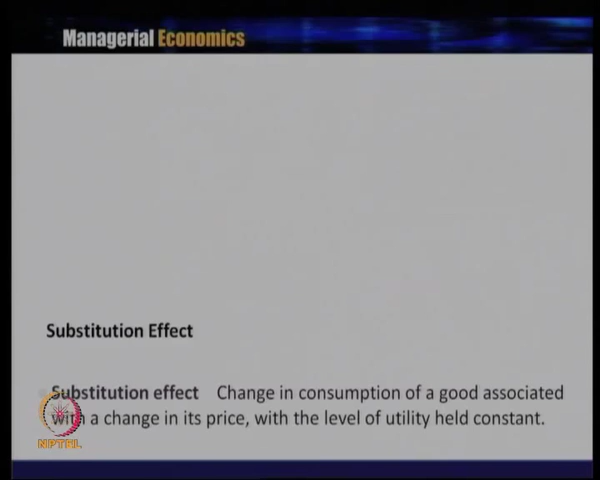 Managerial Economics
Substitution Effect
Substitution effect Change in consumption of a good associated
with a change in its price, with the level of utility held constant.
NPTEL